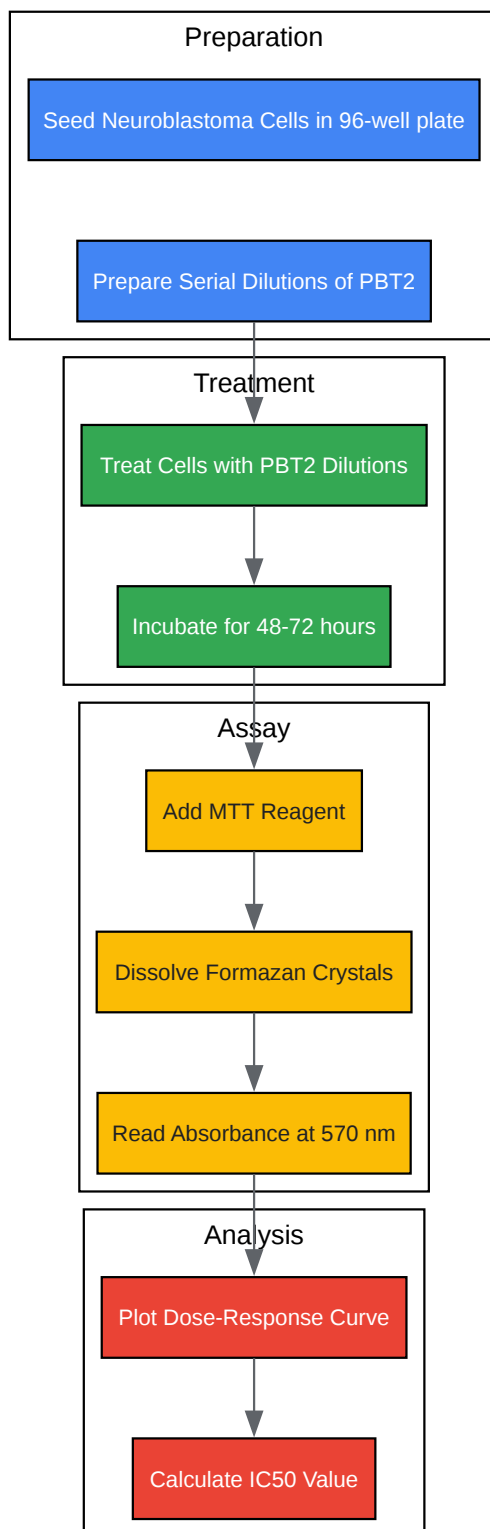 Preparation
Seed Neuroblastoma Cells in 96-well plate
Prepare Serial Dilutions of PBT2
Treatment
Treat Cells with PBT2 Dilutions
Incubate for 48-72 hours
Assay
Add MTT Reagent
Dissolve Formazan Crystals
Read Absorbance at 570 nm
Analysis
Plot Dose-Response Curve
Calculate IC50 Value